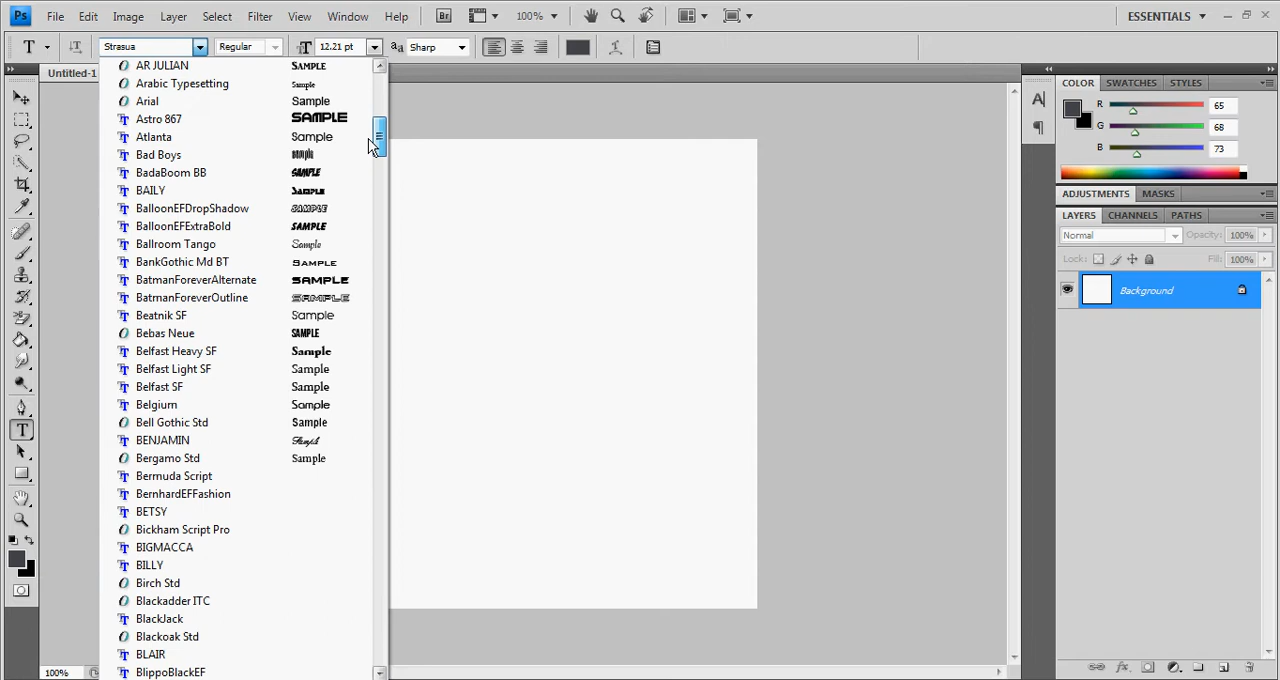 Ps File Edit Image Layer Select Filter View Window Help Br 100% ESSENTIALS
T Strasua Regular 12.21 pt Sharp
Untitled-1
AR JULIAN SAMPLE
Arabic Typesetting Sample
Arial Sample
Astro 867 SAMPLE
Atlanta Sample
Bad Boys Sample
BadaBoom BB SAMPLE
BAILY SAMPLE
BalloonEFDropShadow SAMPLE
BalloonEFExtraBold SAMPLE
Ballroom Tango Sample
BankGothic Md BT SAMPLE
BatmanForeverAlternate SAMPLE
BatmanForeverOutline SAMPLE
Beatnik SF Sample
Bebas Neue SAMPLE
Belfast Heavy SF Sample
Belfast Light SF Sample
Belfast SF Sample
Belgium Sample
Bell Gothic Std Sample
BENJAMIN Sample
Bergamo Std Sample
Bermuda Script
BernhardEFFashion
BETSY
Bickham Script Pro
BIGMACCA
BILLY
Birch Std
Blackadder ITC
BlackJack
Blackoak Std
BLAIR
BlippoBlackEF
100%
COLOR SWATCHES STYLES
R 65
G 68
B 73
ADJUSTMENTS MASKS
LAYERS CHANNELS PATHS
Normal Opacity: 100%
Lock: Fill: 100%
Background